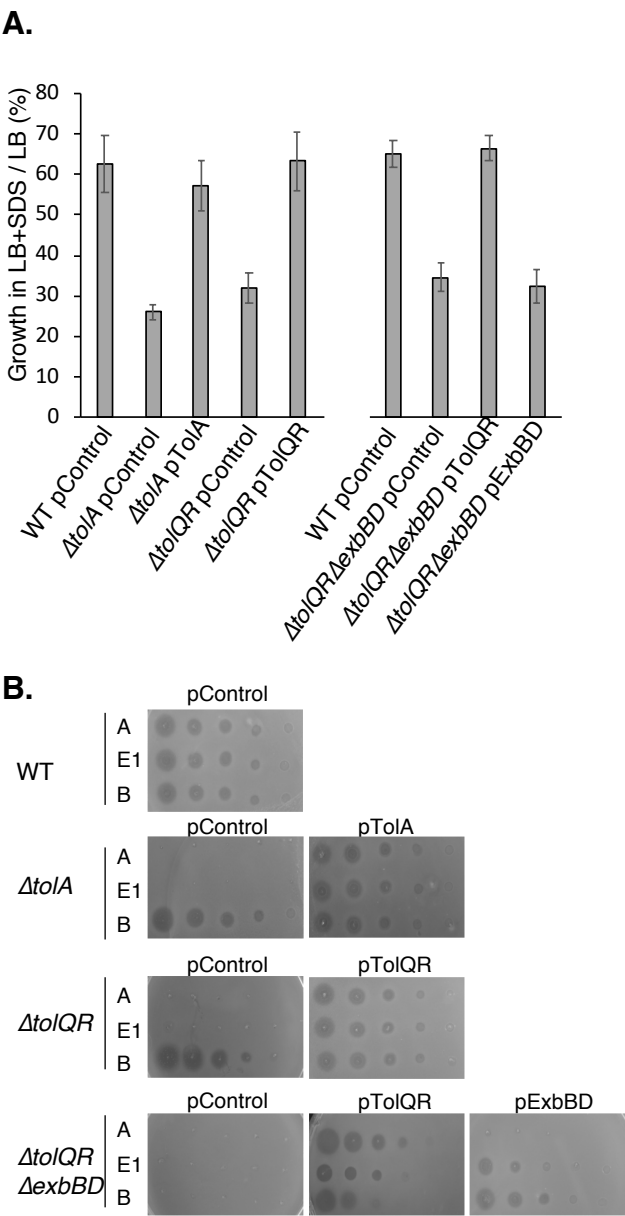 A.
Growth in LB+SDS / LB (%)
80
70
60
50
40
30
20
10
0
WT pControl
ΔtolA pControl
ΔtolA pTolA
ΔtolQR pControl
ΔtolQR pTolQR
WT pControl
ΔtolQRΔexbBD pControl
ΔtolQRΔexbBD pTolQR
ΔtolQRΔexbBD pExbBD
B.
pControl
WT
A
E1
B
pControl pTolA
ΔtolA
A
E1
B
pControl pTolQR
ΔtolQR
A
E1
B
pControl pTolQR pExbBD
ΔtolQR
ΔexbBD
A
E1
B